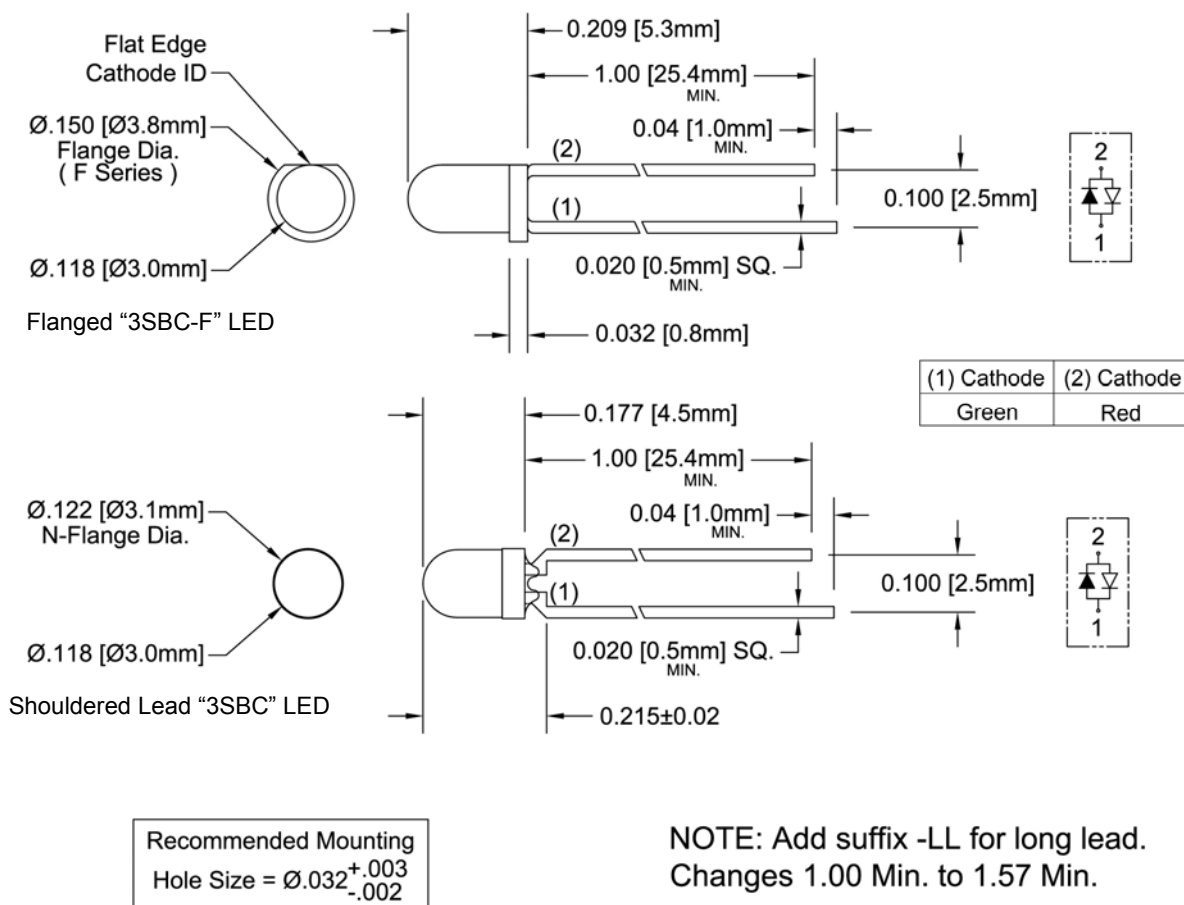 Flat Edge
Cathode ID
Ø.150 [Ø3.8mm]
Flange Dia.
( F Series )
Ø.118 [Ø3.0mm]
Flanged “3SBC-F” LED
0.209 [5.3mm]
1.00 [25.4mm]
MIN.
0.04 [1.0mm]
MIN.
(2)
(1)
0.100 [2.5mm]
0.020 [0.5mm] SQ.
MIN.
0.032 [0.8mm]
2
1
(1) Cathode (2) Cathode
Green Red
0.177 [4.5mm]
1.00 [25.4mm]
MIN.
0.04 [1.0mm]
MIN.
Ø.122 [Ø3.1mm]
N-Flange Dia.
Ø.118 [Ø3.0mm]
Shouldered Lead “3SBC” LED
(2)
(1)
0.100 [2.5mm]
0.020 [0.5mm] SQ.
MIN.
0.215±0.02
2
1
Recommended Mounting
Hole Size = Ø.032 +.003
-.002
NOTE: Add suffix -LL for long lead.
Changes 1.00 Min. to 1.57 Min.